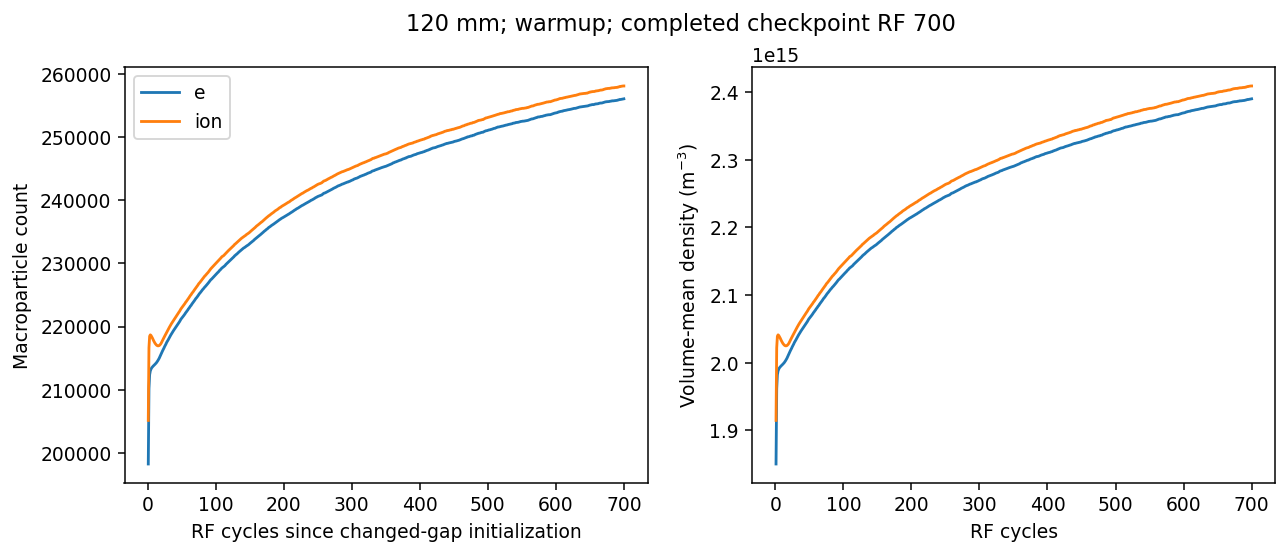 120 mm; warmup; completed checkpoint RF 700
e
ion
260000
250000
240000
230000
220000
210000
200000
Macroparticle count
0 100 200 300 400 500 600 700
RF cycles since changed-gap initialization
1e15
2.4
2.3
2.2
2.1
2.0
1.9
Volume-mean density (m⁻³)
0 100 200 300 400 500 600 700
RF cycles